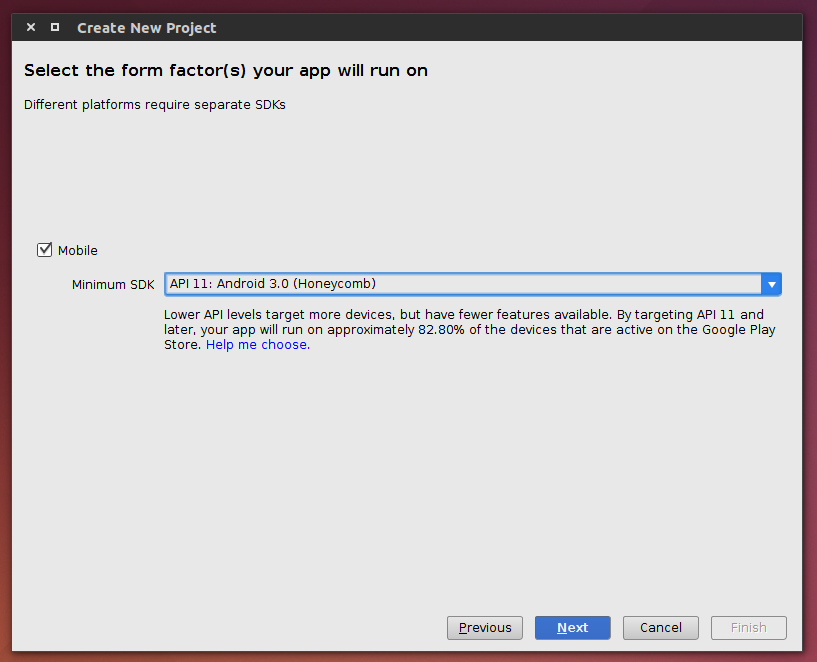 Create New Project
Select the form factor(s) your app will run on
Different platforms require separate SDKs
Mobile
Minimum SDK API 11: Android 3.0 (Honeycomb)
Lower API levels target more devices, but have fewer features available. By targeting API 11 and
later, your app will run on approximately 82.80% of the devices that are active on the Google Play
Store. Help me choose.
Previous Next Cancel Finish